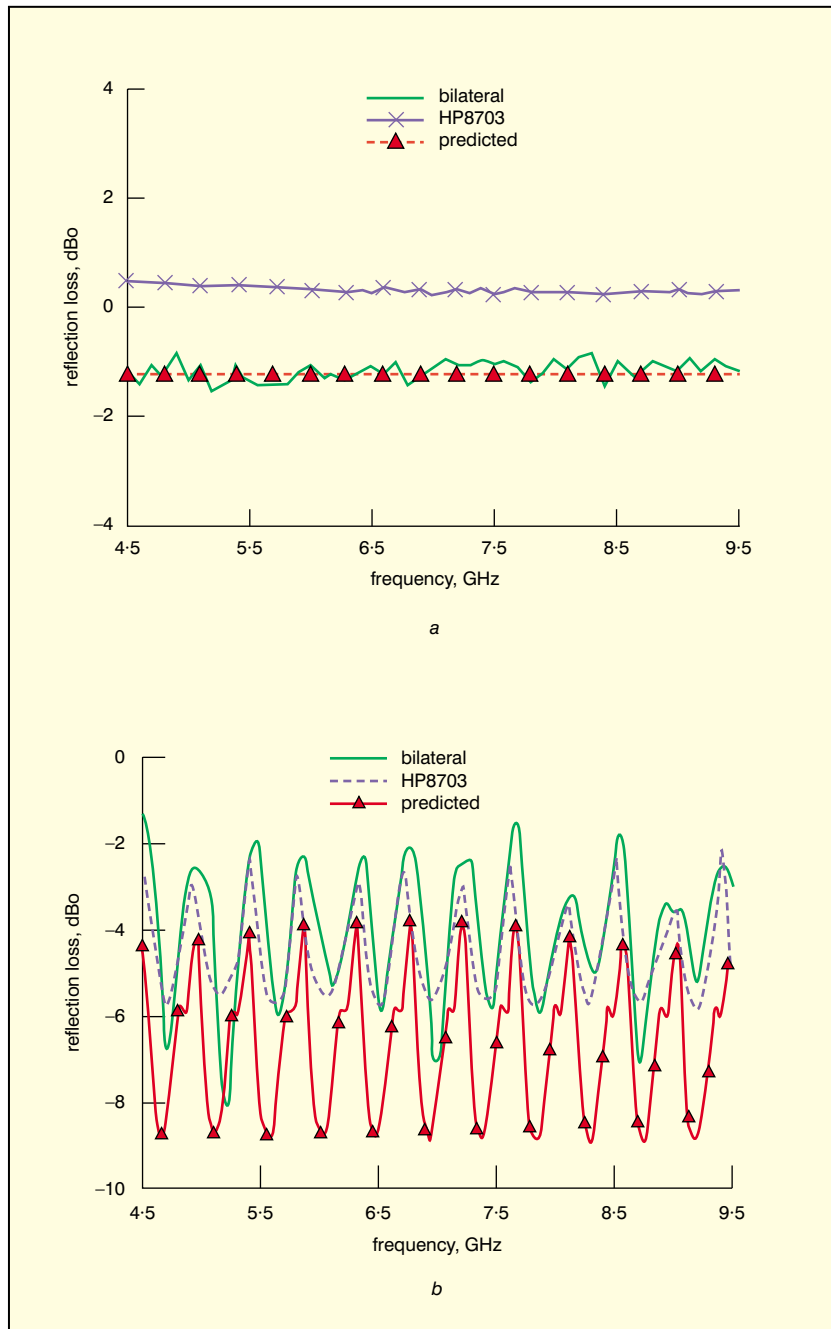 4
bilateral
HP8703
predicted
2
0
−2
−4
reflection loss, dBo
4·5 5·5 6·5 7·5 8·5 9·5
frequency, GHz
a
0
bilateral
HP8703
predicted
−2
−4
−6
−8
−10
reflection loss, dBo
4·5 5·5 6·5 7·5 8·5 9·5
frequency, GHz
b